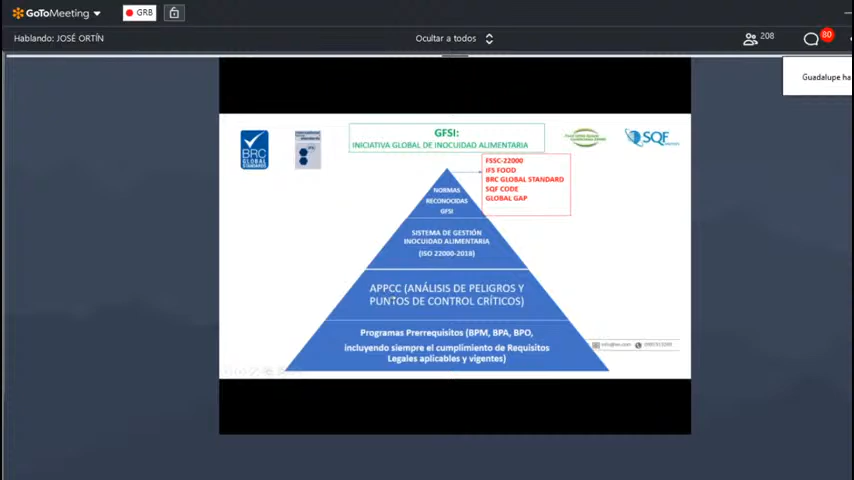 GoToMeeting
GRB
Hablando: JOSÉ ORTÍN
Ocultar a todos
208
80
Guadalupe ha
GFSI:
INICIATIVA GLOBAL DE INOCUIDAD ALIMENTARIA
BRC
GLOBAL
STANDARDS
SQF
FSSC-22000
IFS FOOD
BRC GLOBAL STANDARD
SQF CODE
GLOBAL GAP
NORMAS
RECONOCIDAS
GFSI
SISTEMA DE GESTIÓN
INOCUIDAD ALIMENTARIA
(ISO 22000-2018)
APPCC (ANÁLISIS DE PELIGROS Y
PUNTOS DE CONTROL CRÍTICOS)
Programas Prerrequisitos (BPM, BPA, BPO,
incluyendo siempre el cumplimiento de Requisitos
Legales aplicables y vigentes)